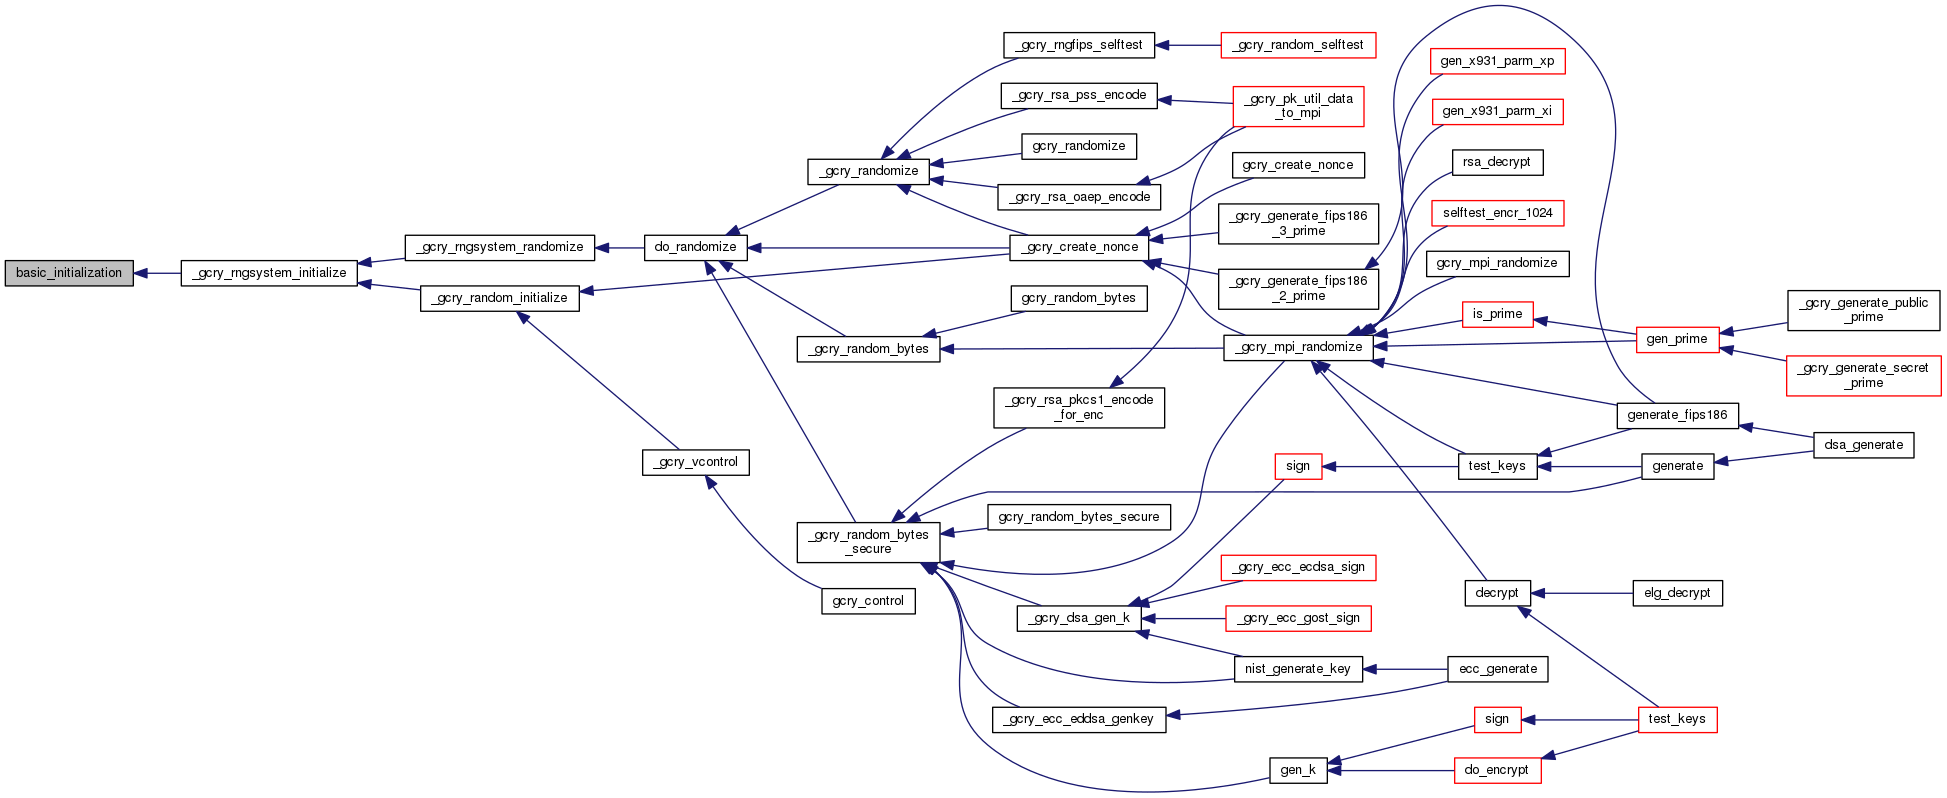 basic_initialization
_gcry_rngsystem_initialize
_gcry_rngsystem_randomize
_gcry_random_initialize
do_randomize
_gcry_vcontrol
_gcry_randomize
_gcry_random_bytes
_gcry_random_bytes
_secure
gcry_control
_gcry_rngfips_selftest
_gcry_rsa_pss_encode
gcry_randomize
_gcry_rsa_oaep_encode
_gcry_create_nonce
gcry_random_bytes
_gcry_rsa_pkcs1_encode
_for_enc
gcry_random_bytes_secure
_gcry_dsa_gen_k
_gcry_ecc_eddsa_genkey
_gcry_random_selftest
_gcry_pk_util_data
_to_mpi
gcry_create_nonce
_gcry_generate_fips186
_3_prime
_gcry_generate_fips186
_2_prime
_gcry_mpi_randomize
sign
_gcry_ecc_ecdsa_sign
_gcry_ecc_gost_sign
nist_generate_key
gen_k
gen_x931_parm_xp
gen_x931_parm_xi
rsa_decrypt
selftest_encr_1024
gcry_mpi_randomize
is_prime
test_keys
decrypt
ecc_generate
sign
do_encrypt
gen_prime
generate_fips186
generate
elg_decrypt
test_keys
_gcry_generate_public
_prime
_gcry_generate_secret
_prime
dsa_generate